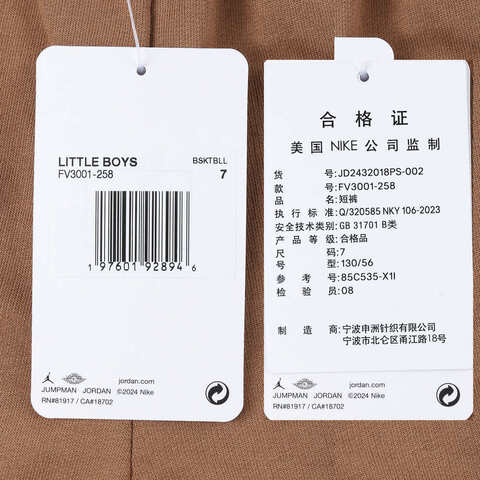 LITTLE BOYS
BSKTBLL
FV3001-258
7
1 97601 92894 6
JUMPMAN JORDAN
jordan.com
©2024 Nike
RN#81917 / CA#18702
合格证
美国 NIKE 公司监制
货号:JD2432018PS-002
款号:FV3001-258
品名:短裤
执行标准:Q/320585 NKY 106-2023
安全技术类别:GB 31701 B类
产品等级:合格品
尺码:7
型号:130/56
参考号:85C535-X1I
检验员:08
制造商:宁波申洲针织有限公司
宁波市北仑区甬江路18号
JUMPMAN JORDAN
jordan.com
©2024 Nike
RN#81917 / CA#18702